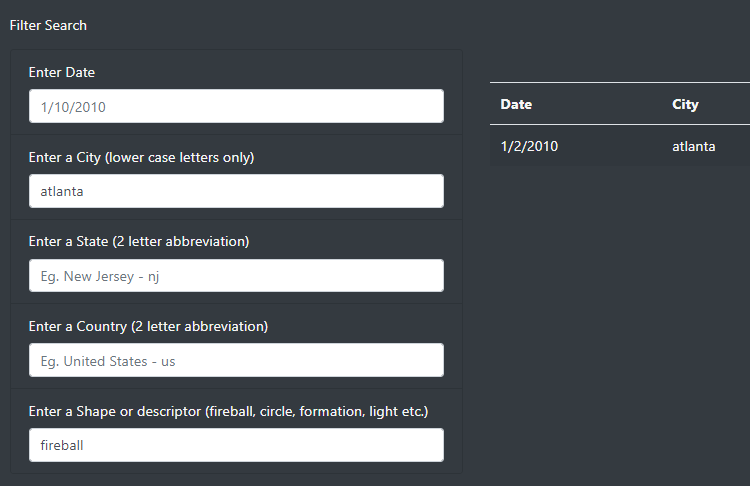 Filter Search
Enter Date
1/10/2010
Enter a City (lower case letters only)
atlanta
Enter a State (2 letter abbreviation)
Eg. New Jersey - nj
Enter a Country (2 letter abbreviation)
Eg. United States - us
Enter a Shape or descriptor (fireball, circle, formation, light etc.)
fireball
Date City
1/2/2010 atlanta